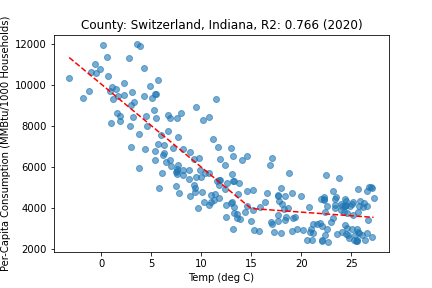 County: Switzerland, Indiana, R2: 0.766 (2020)
Per-Capita Consumption (MMBtu/1000 Households)
12000
10000
8000
6000
4000
2000
0 5 10 15 20 25
Temp (deg C)